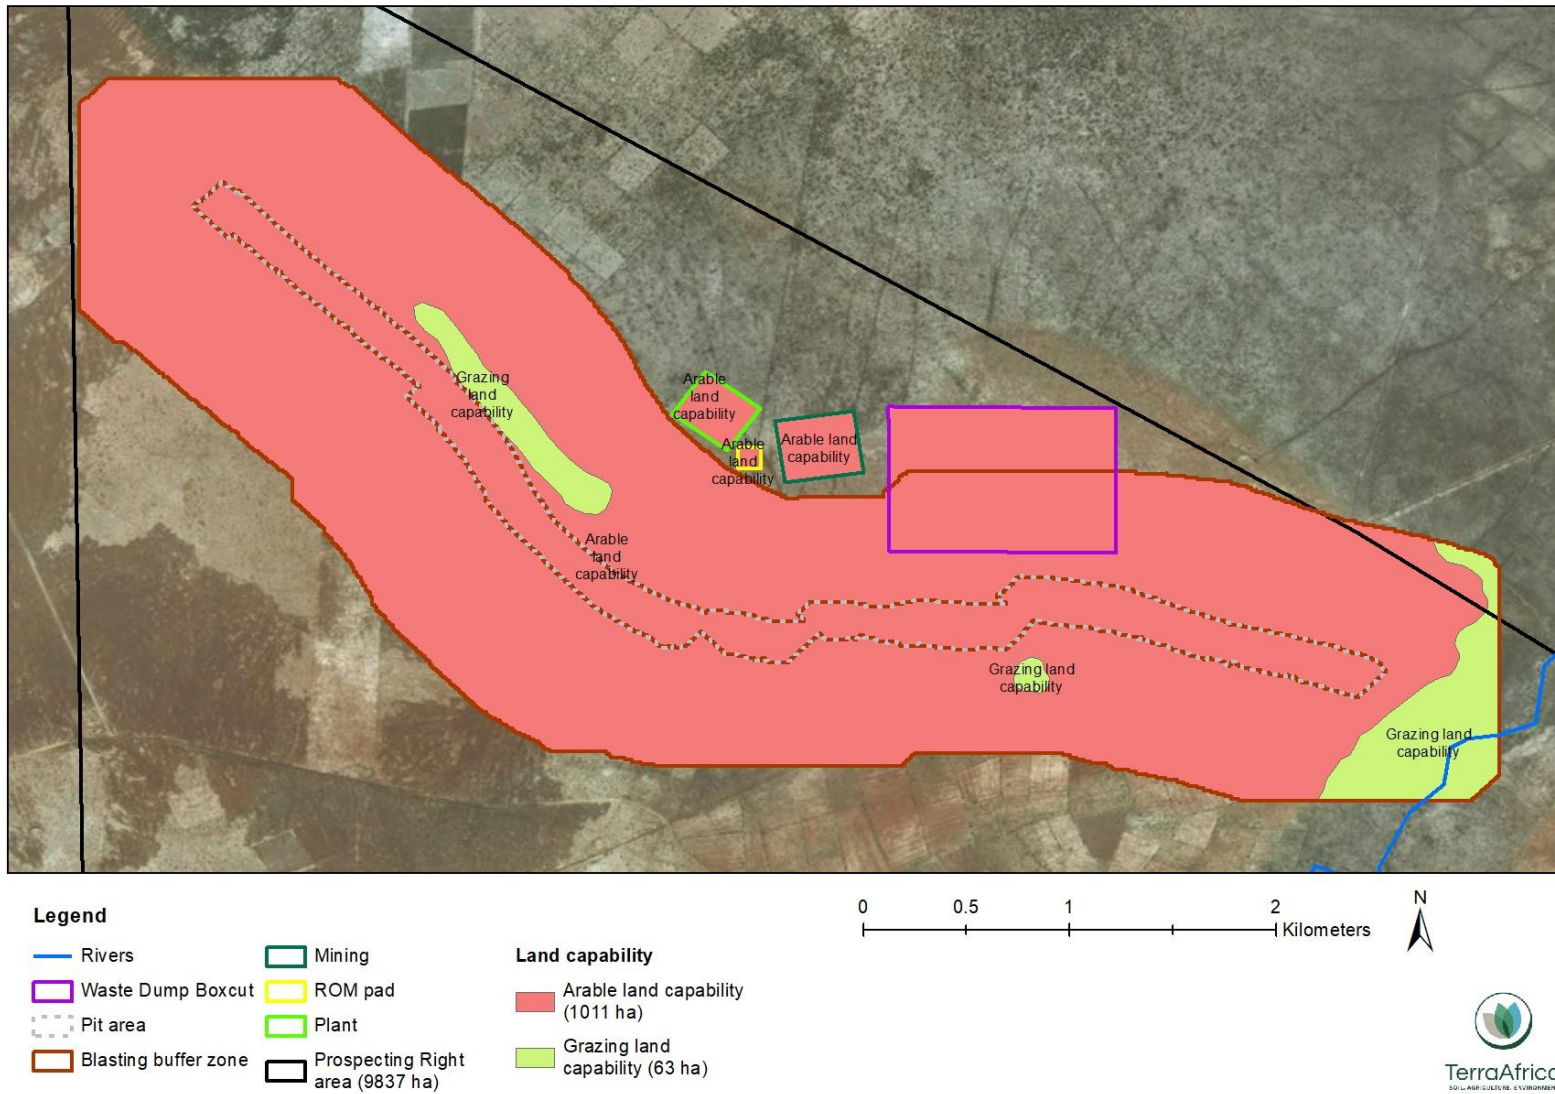 Arable
land
capability
Arable
land
capability
Arable land
capability
Grazing
land
capability
Arable
land
capability
Grazing land
capability
Grazing land
capability
Legend
Rivers
Waste Dump Boxcut
Pit area
Blasting buffer zone
Mining
ROM pad
Plant
Prospecting Right
area (9837 ha)
Land capability
Arable land capability
(1011 ha)
Grazing land
capability (63 ha)
0 0.5 1 2
Kilometers
N
TerraAfrica
SOIL. AGRICULTURE. ENVIRONMENT